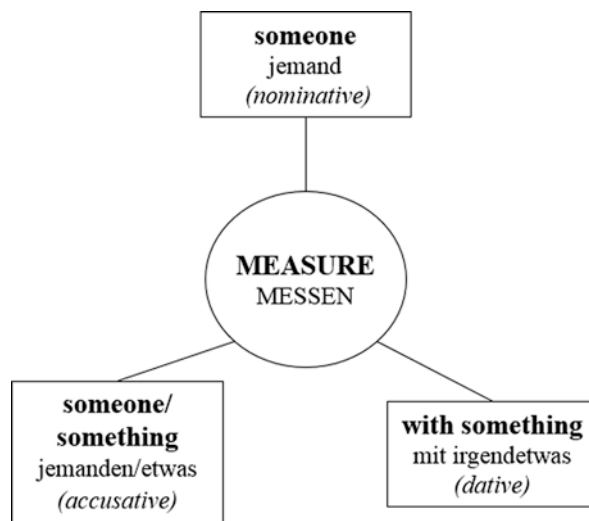 someone
jemand
(nominative)
MEASURE
MESSEN
someone/
something
jemanden/etwas
(accusative)
with something
mit irgendetwas
(dative)